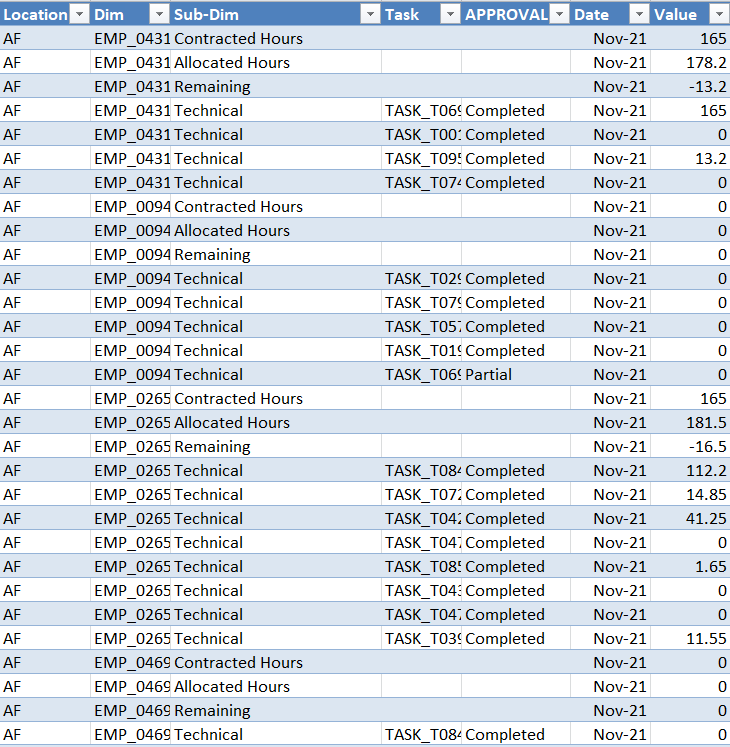 Location Dim Sub-Dim Task APPROVAL Date Value
AF EMP_0431 Contracted Hours Nov-21 165
AF EMP_0431 Allocated Hours Nov-21 178.2
AF EMP_0431 Remaining Nov-21 -13.2
AF EMP_0431 Technical TASK_T069 Completed Nov-21 165
AF EMP_0431 Technical TASK_T001 Completed Nov-21 0
AF EMP_0431 Technical TASK_T095 Completed Nov-21 13.2
AF EMP_0431 Technical TASK_T074 Completed Nov-21 0
AF EMP_0094 Contracted Hours Nov-21 0
AF EMP_0094 Allocated Hours Nov-21 0
AF EMP_0094 Remaining Nov-21 0
AF EMP_0094 Technical TASK_T029 Completed Nov-21 0
AF EMP_0094 Technical TASK_T079 Completed Nov-21 0
AF EMP_0094 Technical TASK_T057 Completed Nov-21 0
AF EMP_0094 Technical TASK_T019 Completed Nov-21 0
AF EMP_0094 Technical TASK_T069 Partial Nov-21 0
AF EMP_0265 Contracted Hours Nov-21 165
AF EMP_0265 Allocated Hours Nov-21 181.5
AF EMP_0265 Remaining Nov-21 -16.5
AF EMP_0265 Technical TASK_T084 Completed Nov-21 112.2
AF EMP_0265 Technical TASK_T072 Completed Nov-21 14.85
AF EMP_0265 Technical TASK_T042 Completed Nov-21 41.25
AF EMP_0265 Technical TASK_T047 Completed Nov-21 0
AF EMP_0265 Technical TASK_T085 Completed Nov-21 1.65
AF EMP_0265 Technical TASK_T043 Completed Nov-21 0
AF EMP_0265 Technical TASK_T047 Completed Nov-21 0
AF EMP_0265 Technical TASK_T039 Completed Nov-21 11.55
AF EMP_0469 Contracted Hours Nov-21 0
AF EMP_0469 Allocated Hours Nov-21 0
AF EMP_0469 Remaining Nov-21 0
AF EMP_0469 Technical TASK_T084 Completed Nov-21 0